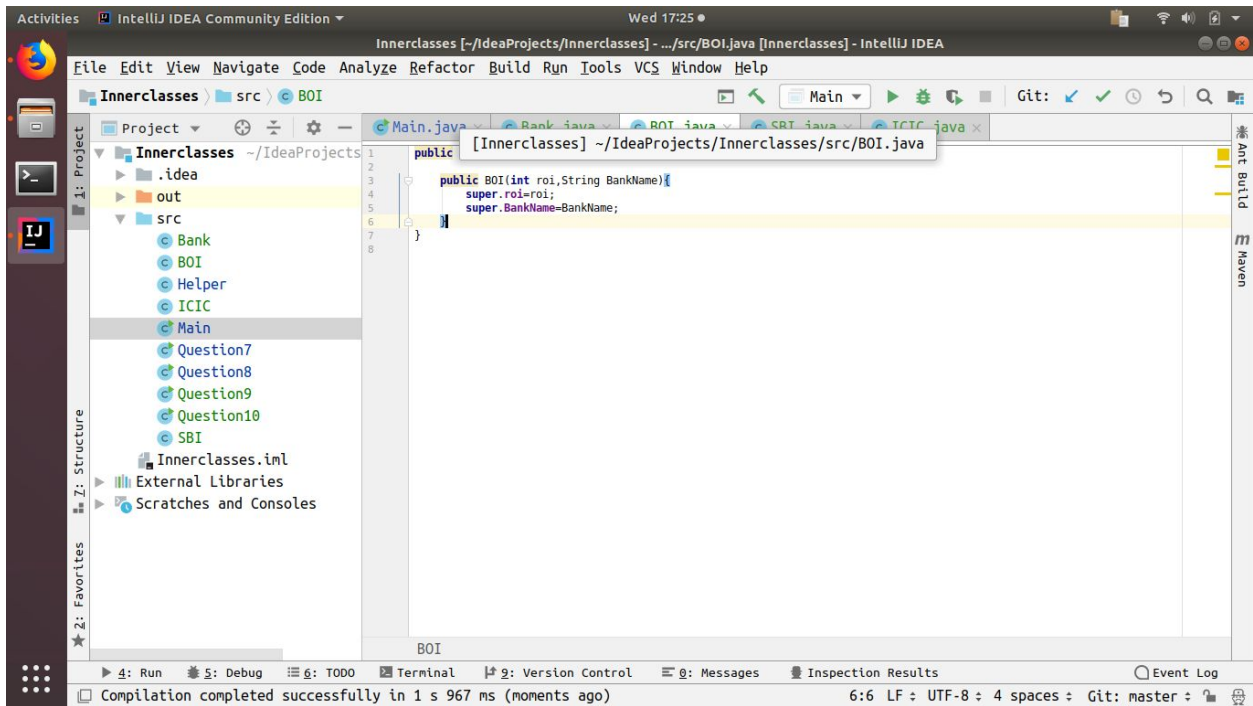 Activities IntelliJ IDEA Community Edition Wed 17:25
Innerclasses [~/IdeaProjects/Innerclasses] - .../src/BOI.java [Innerclasses] - IntelliJ IDEA
File Edit View Navigate Code Analyze Refactor Build Run Tools VCS Window Help
Innerclasses src BOI Main Git:
Project Main.java Bank.java BOI.java SBI.java ICIC.java
[Innerclasses] ~/IdeaProjects/Innerclasses/src/BOI.java
1: Project
Innerclasses ~/IdeaProjects
.idea
out
src
Bank
BOI
Helper
ICIC
Main
Question7
Question8
Question9
Question10
SBI
Innerclasses.iml
External Libraries
Scratches and Consoles
7: Structure
2: Favorites
1 public
2
3 public BOI(int roi,String BankName){
4 super.roi=roi;
5 super.BankName=BankName;
6 }
7 }
8
BOI
Ant Build
m Maven
4: Run 5: Debug 6: TODO Terminal 9: Version Control 0: Messages Inspection Results Event Log
Compilation completed successfully in 1 s 967 ms (moments ago) 6:6 LF UTF-8 4 spaces Git: master